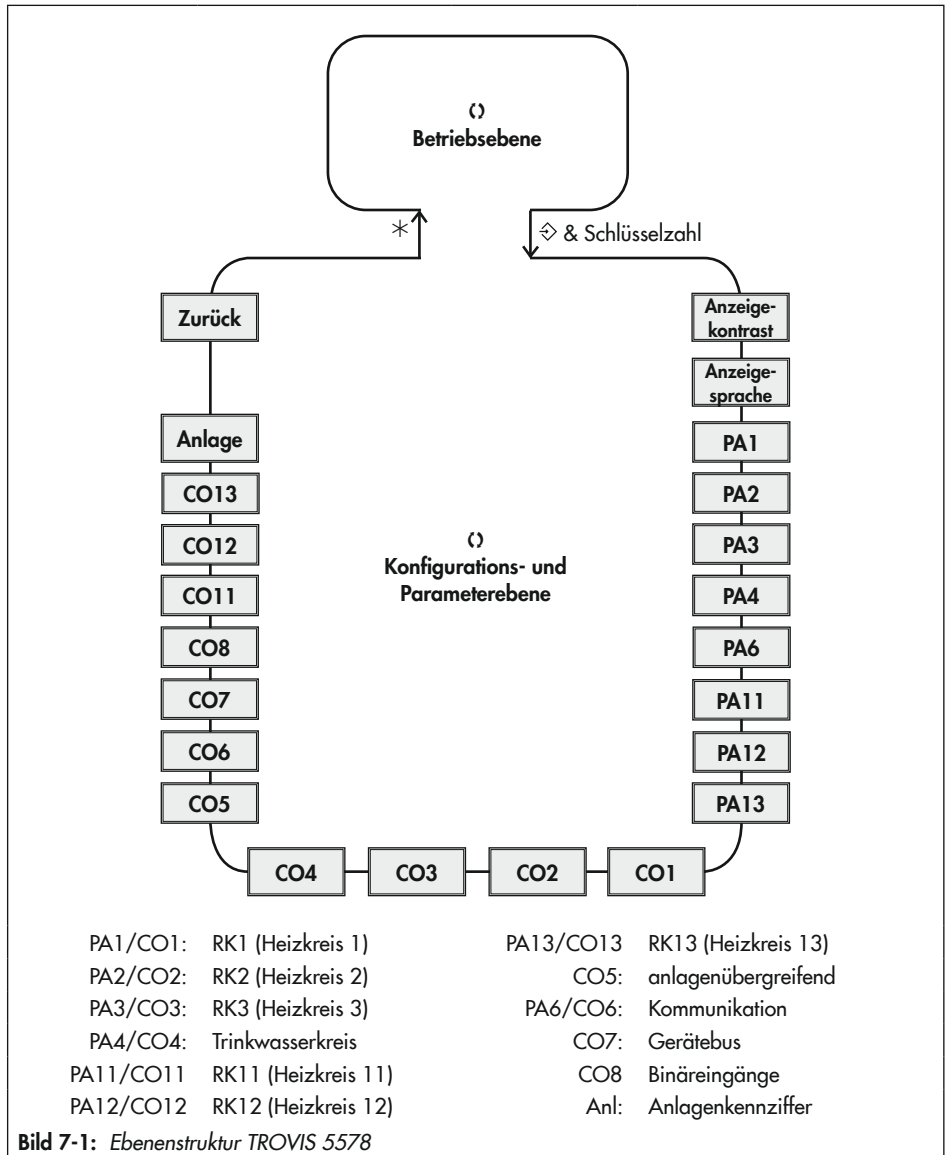 Betriebsebene
& Schlüsselzahl
Zurück
Anlage
CO13
CO12
CO11
CO8
CO7
CO6
CO5
Konfigurations- und
Parameterebene
Anzeige-
kontrast
Anzeige-
sprache
PA1
PA2
PA3
PA4
PA6
PA11
PA12
PA13
CO4
CO3
CO2
CO1
PA1/CO1: RK1 (Heizkreis 1)
PA2/CO2: RK2 (Heizkreis 2)
PA3/CO3: RK3 (Heizkreis 3)
PA4/CO4: Trinkwasserkreis
PA11/CO11 RK11 (Heizkreis 11)
PA12/CO12 RK12 (Heizkreis 12)
PA13/CO13 RK13 (Heizkreis 13)
CO5: anlagenübergreifend
PA6/CO6: Kommunikation
CO7: Gerätebus
CO8 Binäreingänge
Anl: Anlagenkennziffer
Bild 7-1: Ebenenstruktur TROVIS 5578